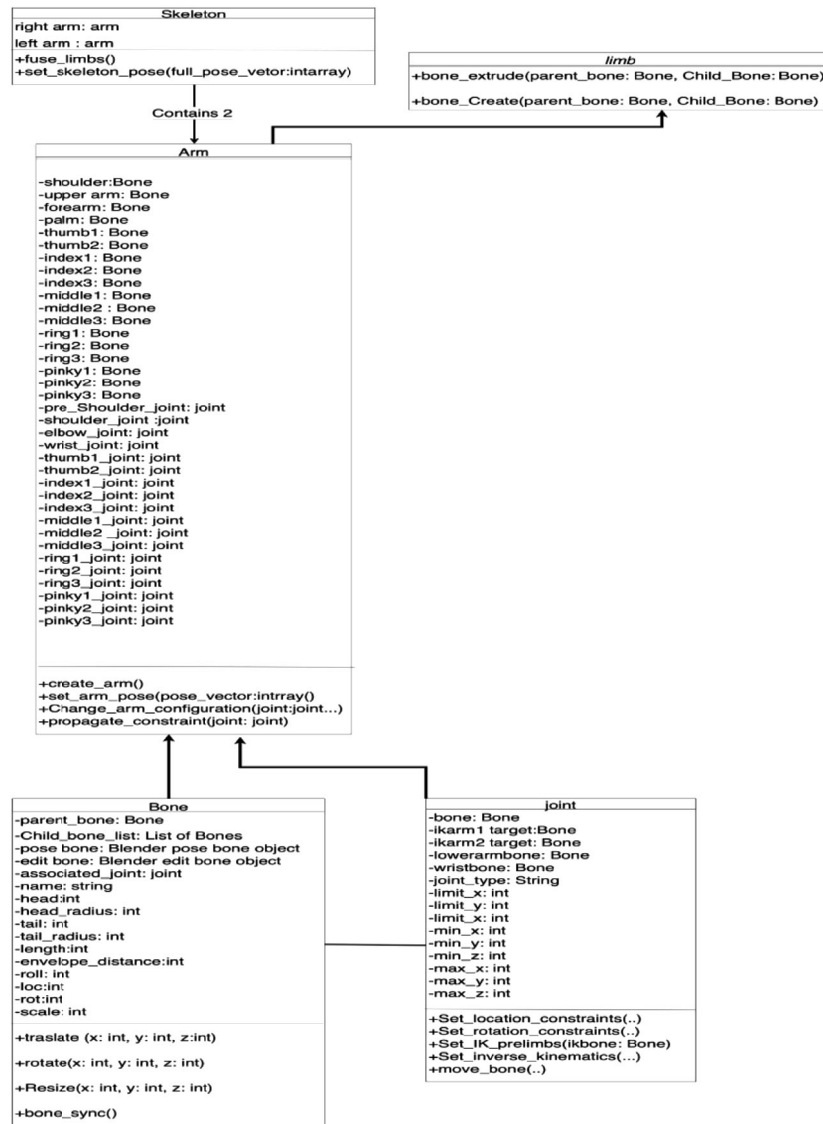 Skeleton
right arm: arm
left arm : arm
+fuse_limbs()
+set_skeleton_pose(full_pose_vetor:intarray)
limb
+bone_extrude(parent_bone: Bone, Child_Bone: Bone)
+bone_Create(parent_bone: Bone, Child_Bone: Bone)
Contains 2
Arm
-shoulder:Bone
-upper arm: Bone
-forearm: Bone
-palm: Bone
-thumb1: Bone
-thumb2: Bone
-index1: Bone
-index2: Bone
-index3: Bone
-middle1: Bone
-middle2 : Bone
-middle3: Bone
-ring1: Bone
-ring2: Bone
-ring3: Bone
-pinky1: Bone
-pinky2: Bone
-pinky3: Bone
-pre_Shoulder_joint: joint
-shoulder_joint :joint
-elbow_joint: joint
-wrist_joint: joint
-thumb1_joint: joint
-thumb2_joint: joint
-index1_joint: joint
-index2_joint: joint
-index3_joint: joint
-middle1_joint: joint
-middle2 _joint: joint
-middle3_joint: joint
-ring1_joint: joint
-ring2_joint: joint
-ring3_joint: joint
-pinky1_joint: joint
-pinky2_joint: joint
-pinky3_joint: joint
+create_arm()
+set_arm_pose(pose_vector:intrray()
+Change_arm_configuration(joint:joint...)
+propagate_constraint(joint: joint)
Bone
-parent_bone: Bone
-Child_bone_list: List of Bones
-pose bone: Blender pose bone object
-edit bone: Blender edit bone object
-associated_joint: joint
-name: string
-head:int
-head_radius: int
-tail: int
-tail_radius: int
-length:int
-envelope_distance:int
-roll: int
-loc:int
-rot:int
-scale: int
+traslate (x: int, y: int, z:int)
+rotate(x: int, y: int, z: int)
+Resize(x: int, y: int, z: int)
+bone_sync()
joint
-bone: Bone
-ikarm1 target:Bone
-ikarm2 target: Bone
-lowerarmbone: Bone
-wristbone: Bone
-joint_type: String
-limit_x: int
-limit_y: int
-limit_x: int
-min_x: int
-min_y: int
-min_z: int
-max_x: int
-max_y: int
-max_z: int
+Set_location_constraints(..)
+Set_rotation_constraints(..)
+Set_IK_prelimbs(ikbone: Bone)
+Set_inverse_kinematics(...)
+move_bone(..)